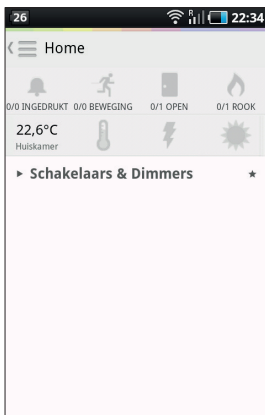 26 22:34
Home
0/0 INGEDRUKT 0/0 BEWEGING 0/1 OPEN 0/1 ROOK
22,6°C
Huiskamer
Schakelaars & Dimmers